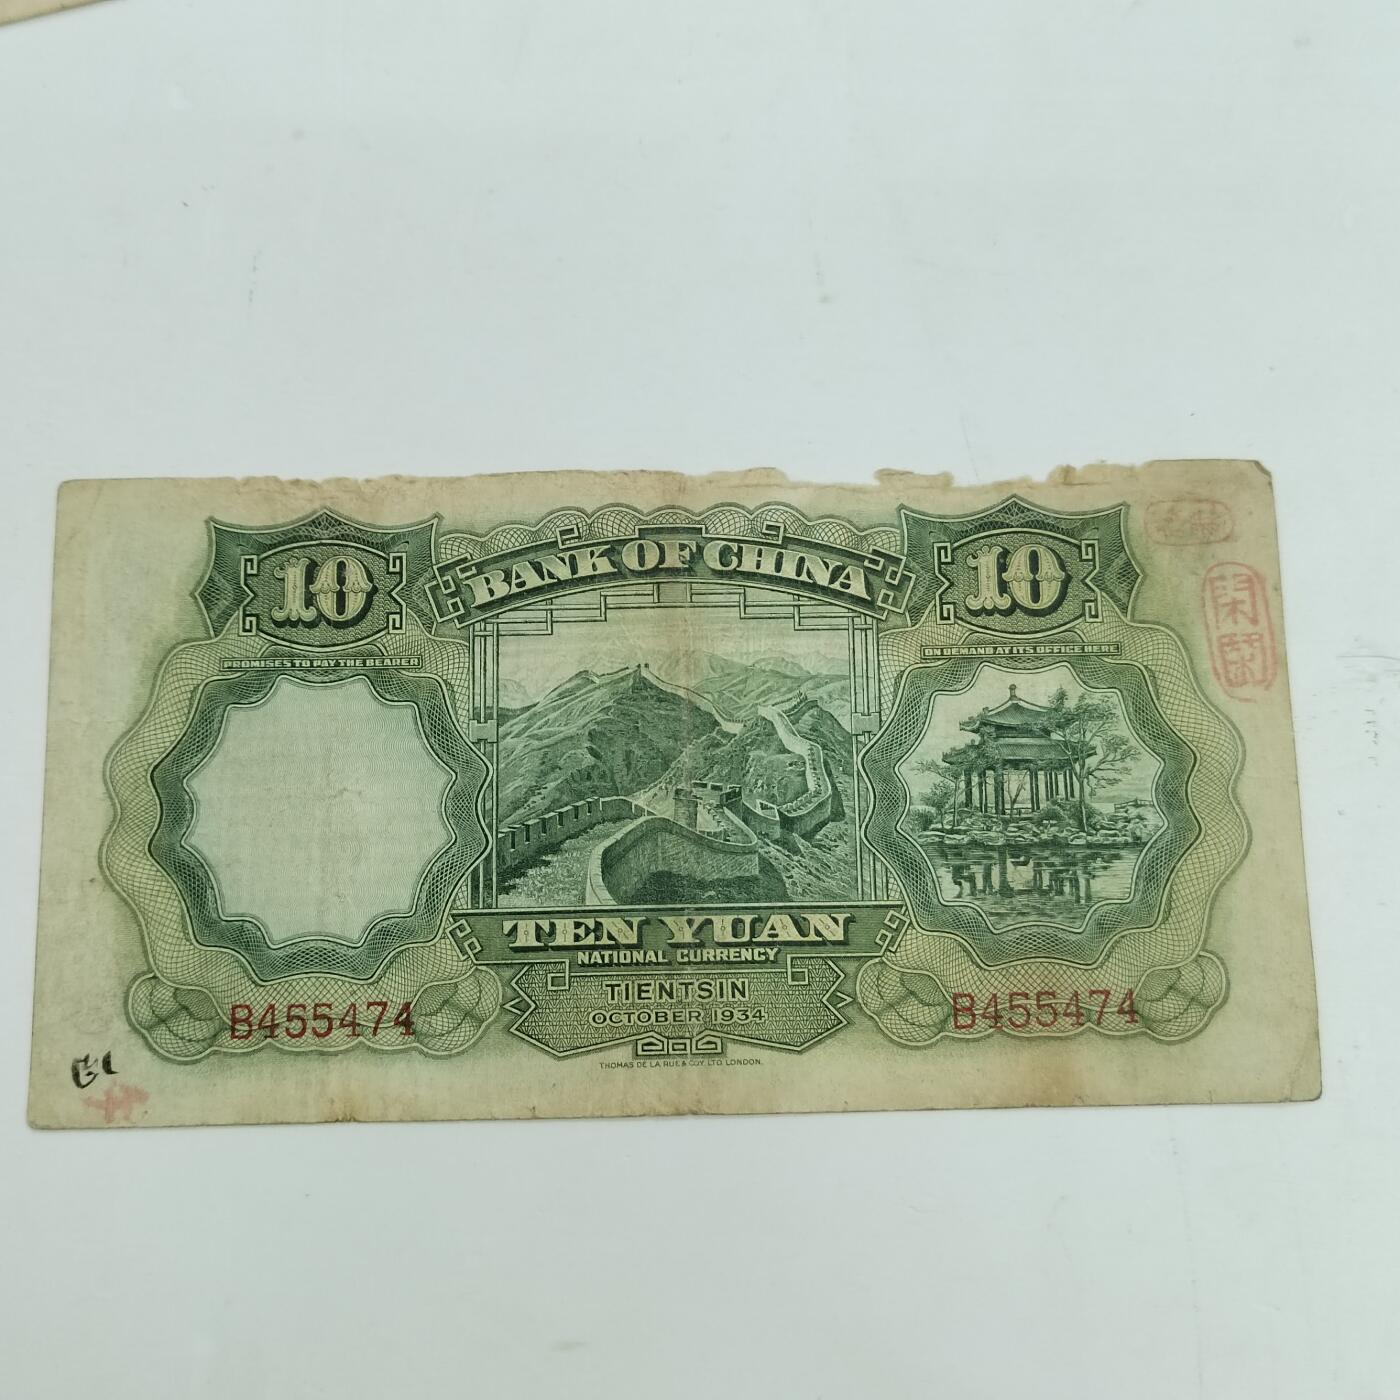 10
BANK OF CHINA
10
PROMISES TO PAY THE BEARER
ON DEMAND AT ITS OFFICE HERE
TEN YUAN
NATIONAL CURRENCY
TIENTSIN
OCTOBER 1934
B455474
B455474
THOMAS DE LA RUE & COY. LTD. LONDON.